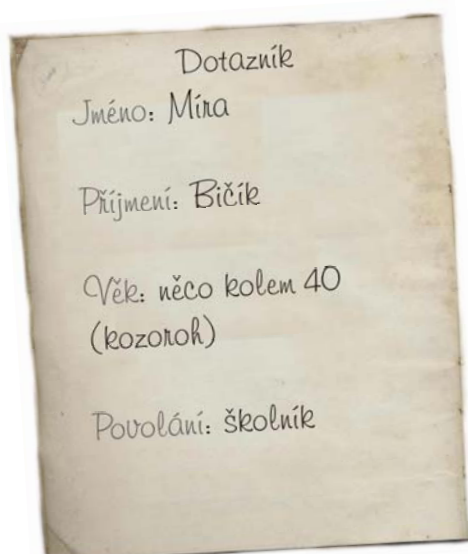 Dotazník
Jméno: Míra
Příjmení: Bičík
Věk: něco kolem 40
(kozoroh)
Povolání: školník